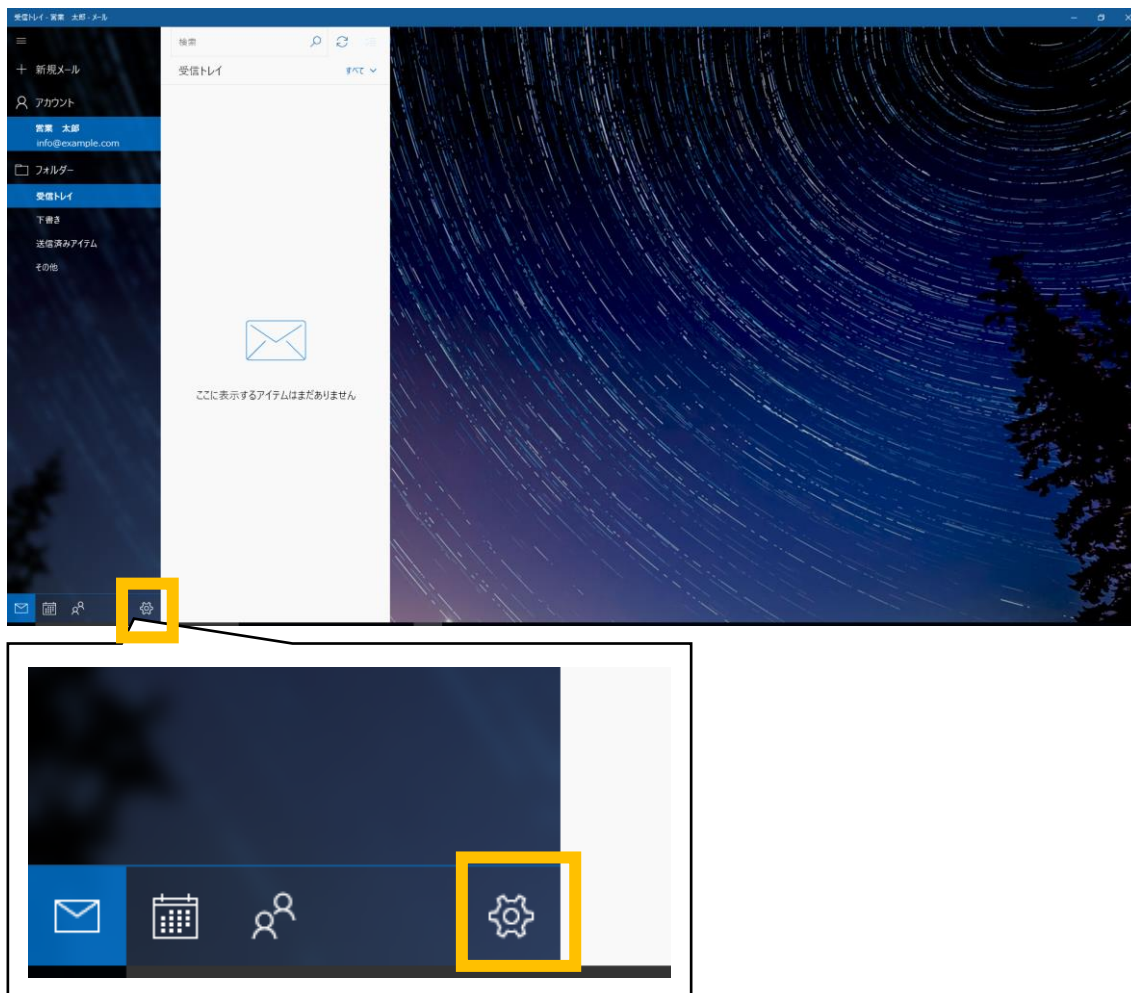 受信トレイ - 営業　太郎 - メール
検索
新規メール
受信トレイ
すべて
アカウント
営業　太郎
info@example.com
フォルダー
受信トレイ
下書き
送信済みアイテム
その他
ここに表示するアイテムはまだありません